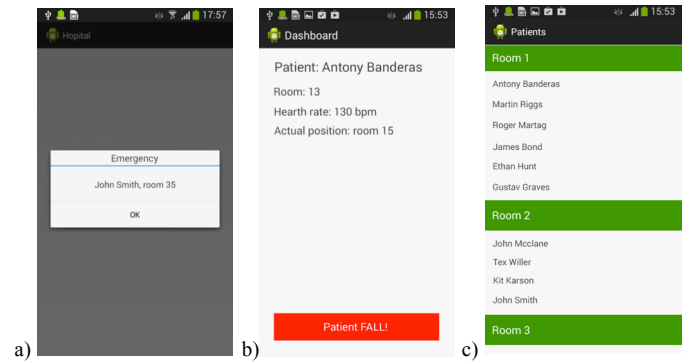 17:57
Hopital
Emergency
John Smith, room 35
OK
a)
15:53
Dashboard
Patient: Antony Banderas
Room: 13
Hearth rate: 130 bpm
Actual position: room 15
Patient FALL!
b)
15:53
Patients
Room 1
Antony Banderas
Martin Riggs
Roger Martag
James Bond
Ethan Hunt
Gustav Graves
Room 2
John Mcclane
Tex Willer
Kit Karson
John Smith
Room 3
c)